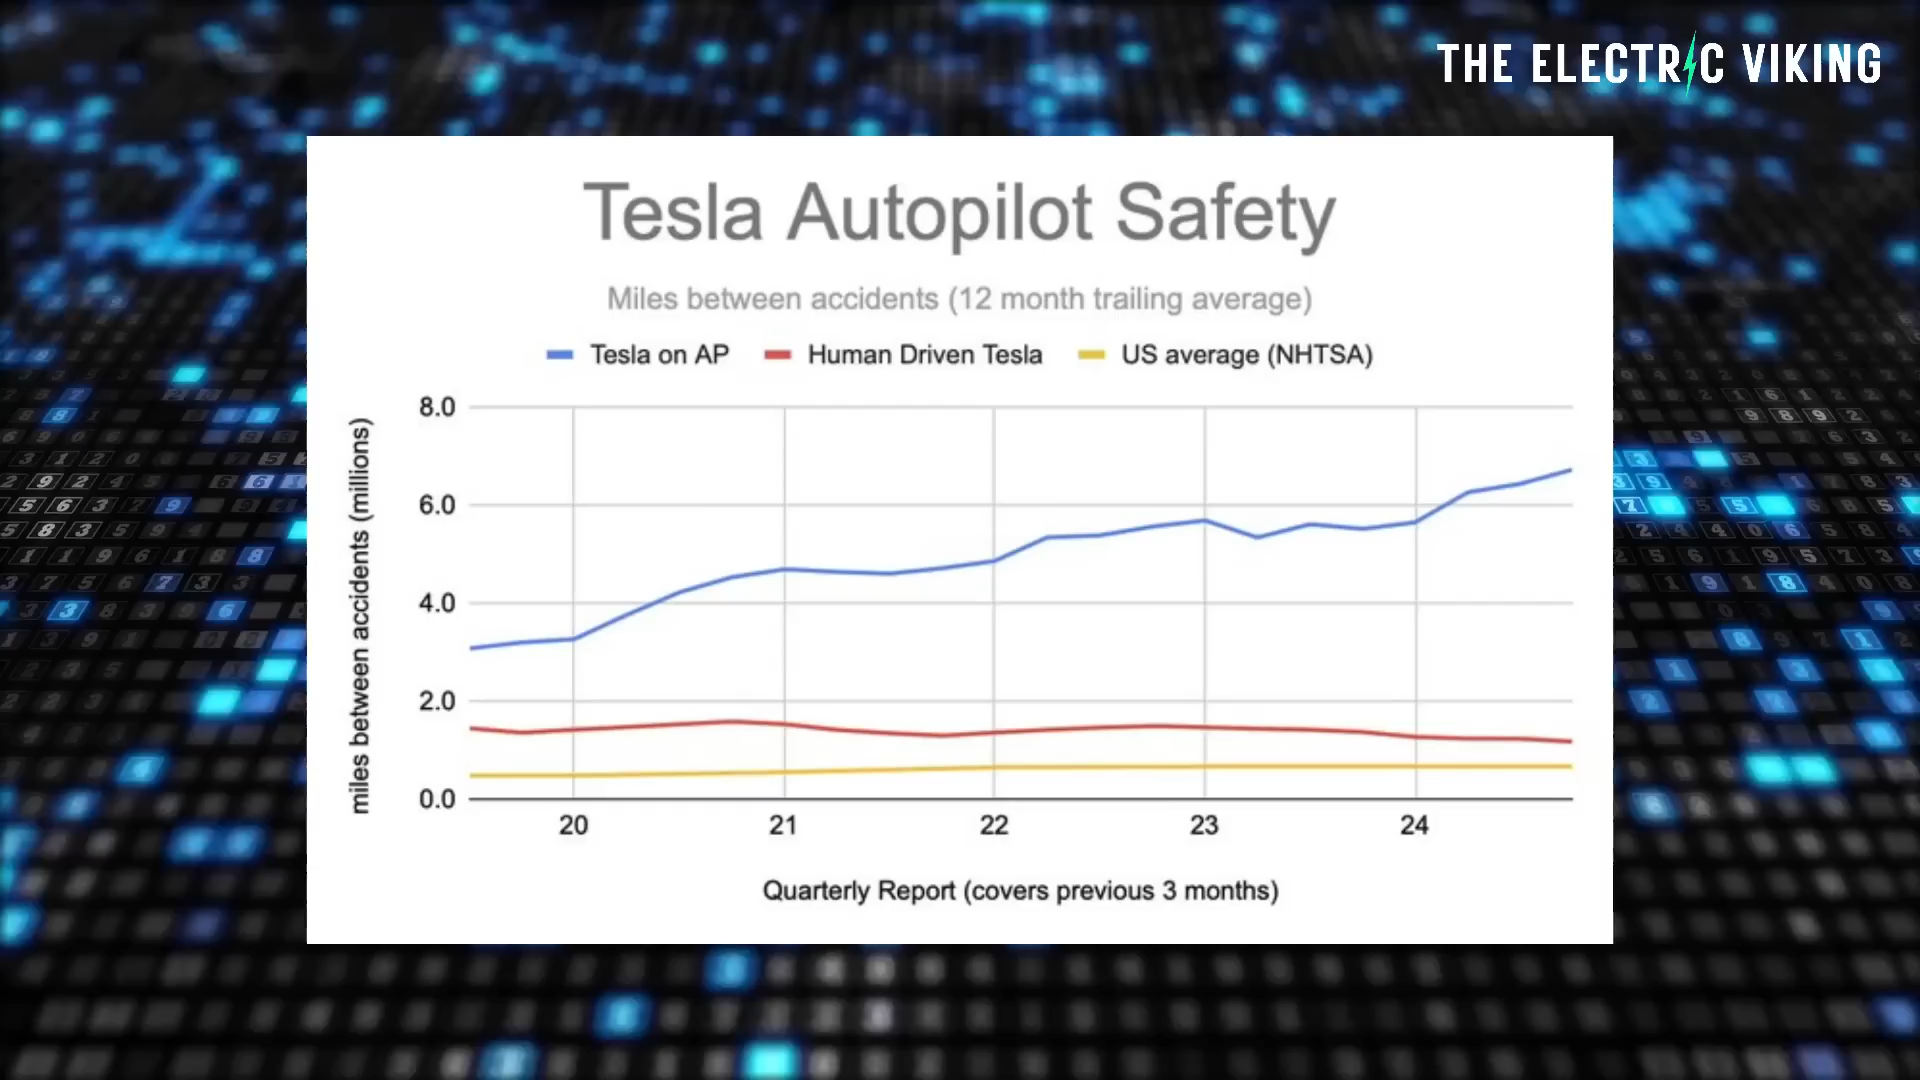 THE ELECTRIC VIKING
Tesla Autopilot Safety
Miles between accidents (12 month trailing average)
Tesla on AP Human Driven Tesla US average (NHTSA)
miles between accidents (millions)
8.0
6.0
4.0
2.0
0.0
20 21 22 23 24
Quarterly Report (covers previous 3 months)